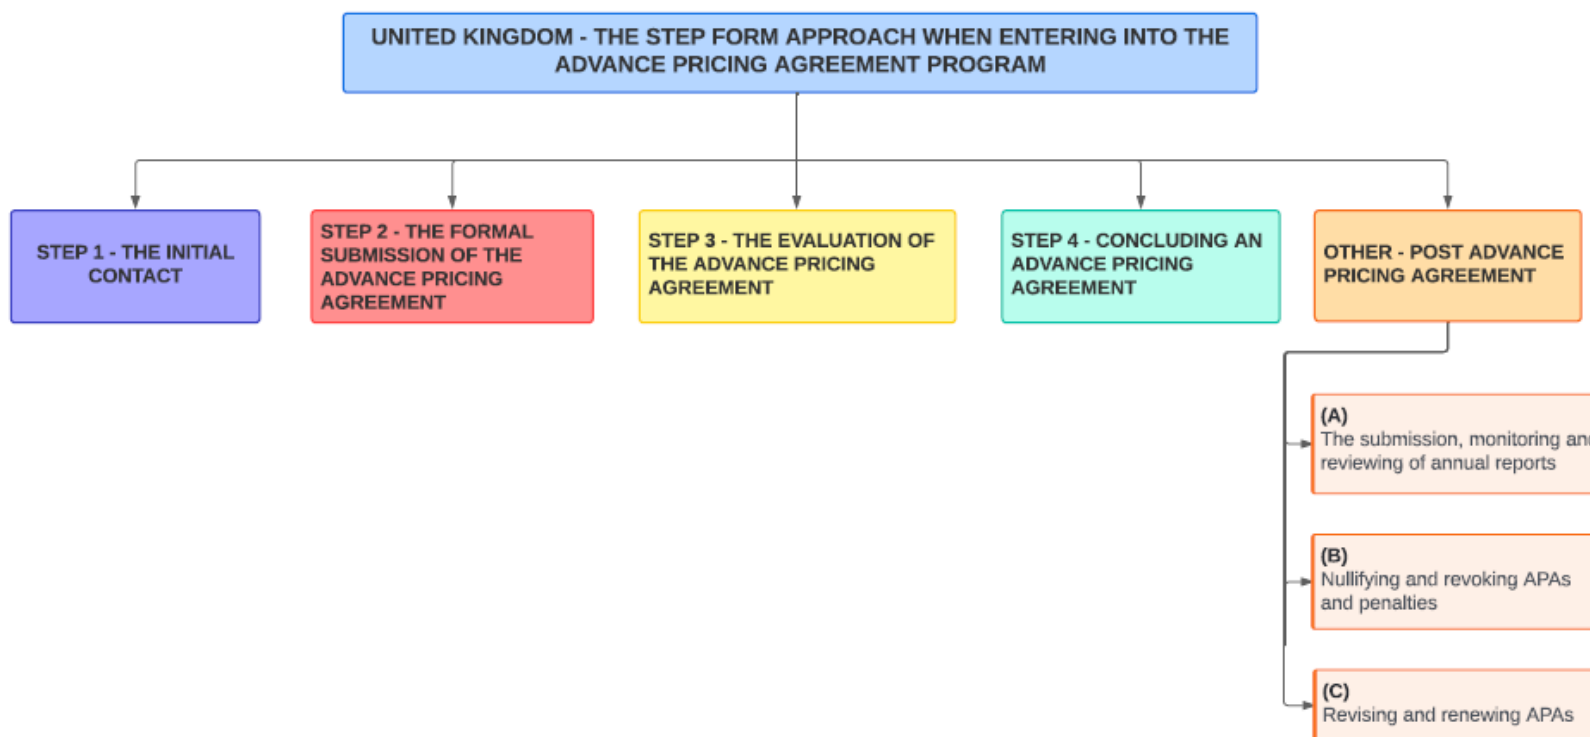 UNITED KINGDOM - THE STEP FORM APPROACH WHEN ENTERING INTO THE
ADVANCE PRICING AGREEMENT PROGRAM
STEP 1 - THE INITIAL
CONTACT
STEP 2 - THE FORMAL
SUBMISSION OF THE
ADVANCE PRICING
AGREEMENT
STEP 3 - THE EVALUATION OF
THE ADVANCE PRICING
AGREEMENT
STEP 4 - CONCLUDING AN
ADVANCE PRICING
AGREEMENT
OTHER - POST ADVANCE
PRICING AGREEMENT
(A)
The submission, monitoring and
reviewing of annual reports
(B)
Nullifying and revoking APAs
and penalties
(C)
Revising and renewing APAs